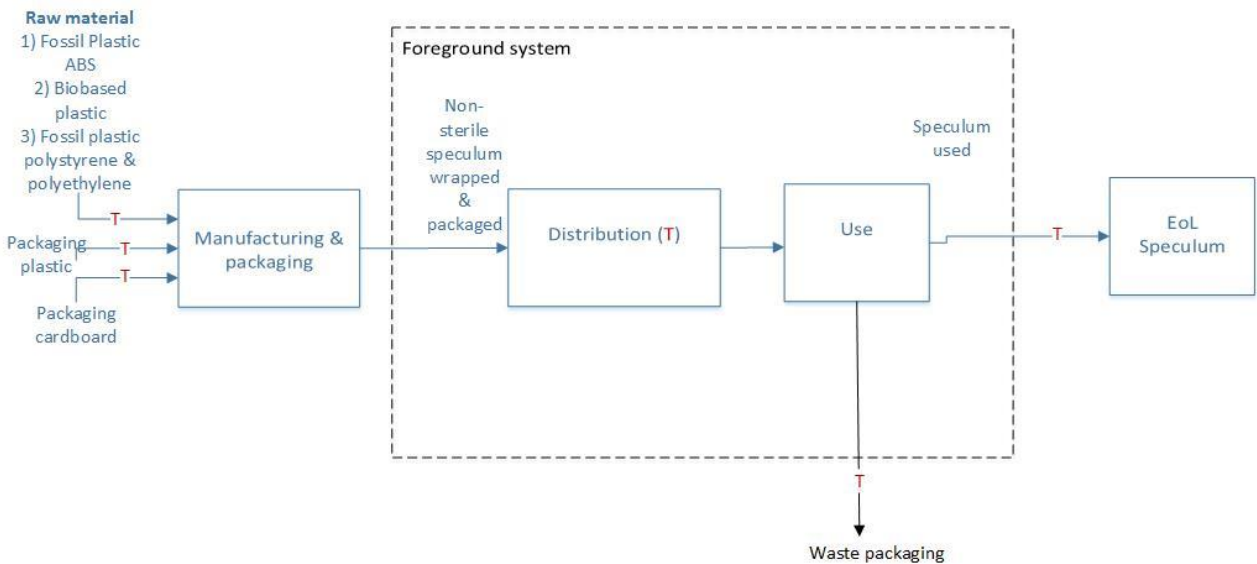 Raw material
1) Fossil Plastic
ABS
2) Biobased
plastic
3) Fossil plastic
polystyrene &
polyethylene
T
Packaging
plastic
T
T
Packaging
cardboard
Manufacturing &
packaging
Foreground system
Non-
sterile
speculum
wrapped
&
packaged
Distribution (T)
Use
Speculum
used
T
EoL
Speculum
T
Waste packaging